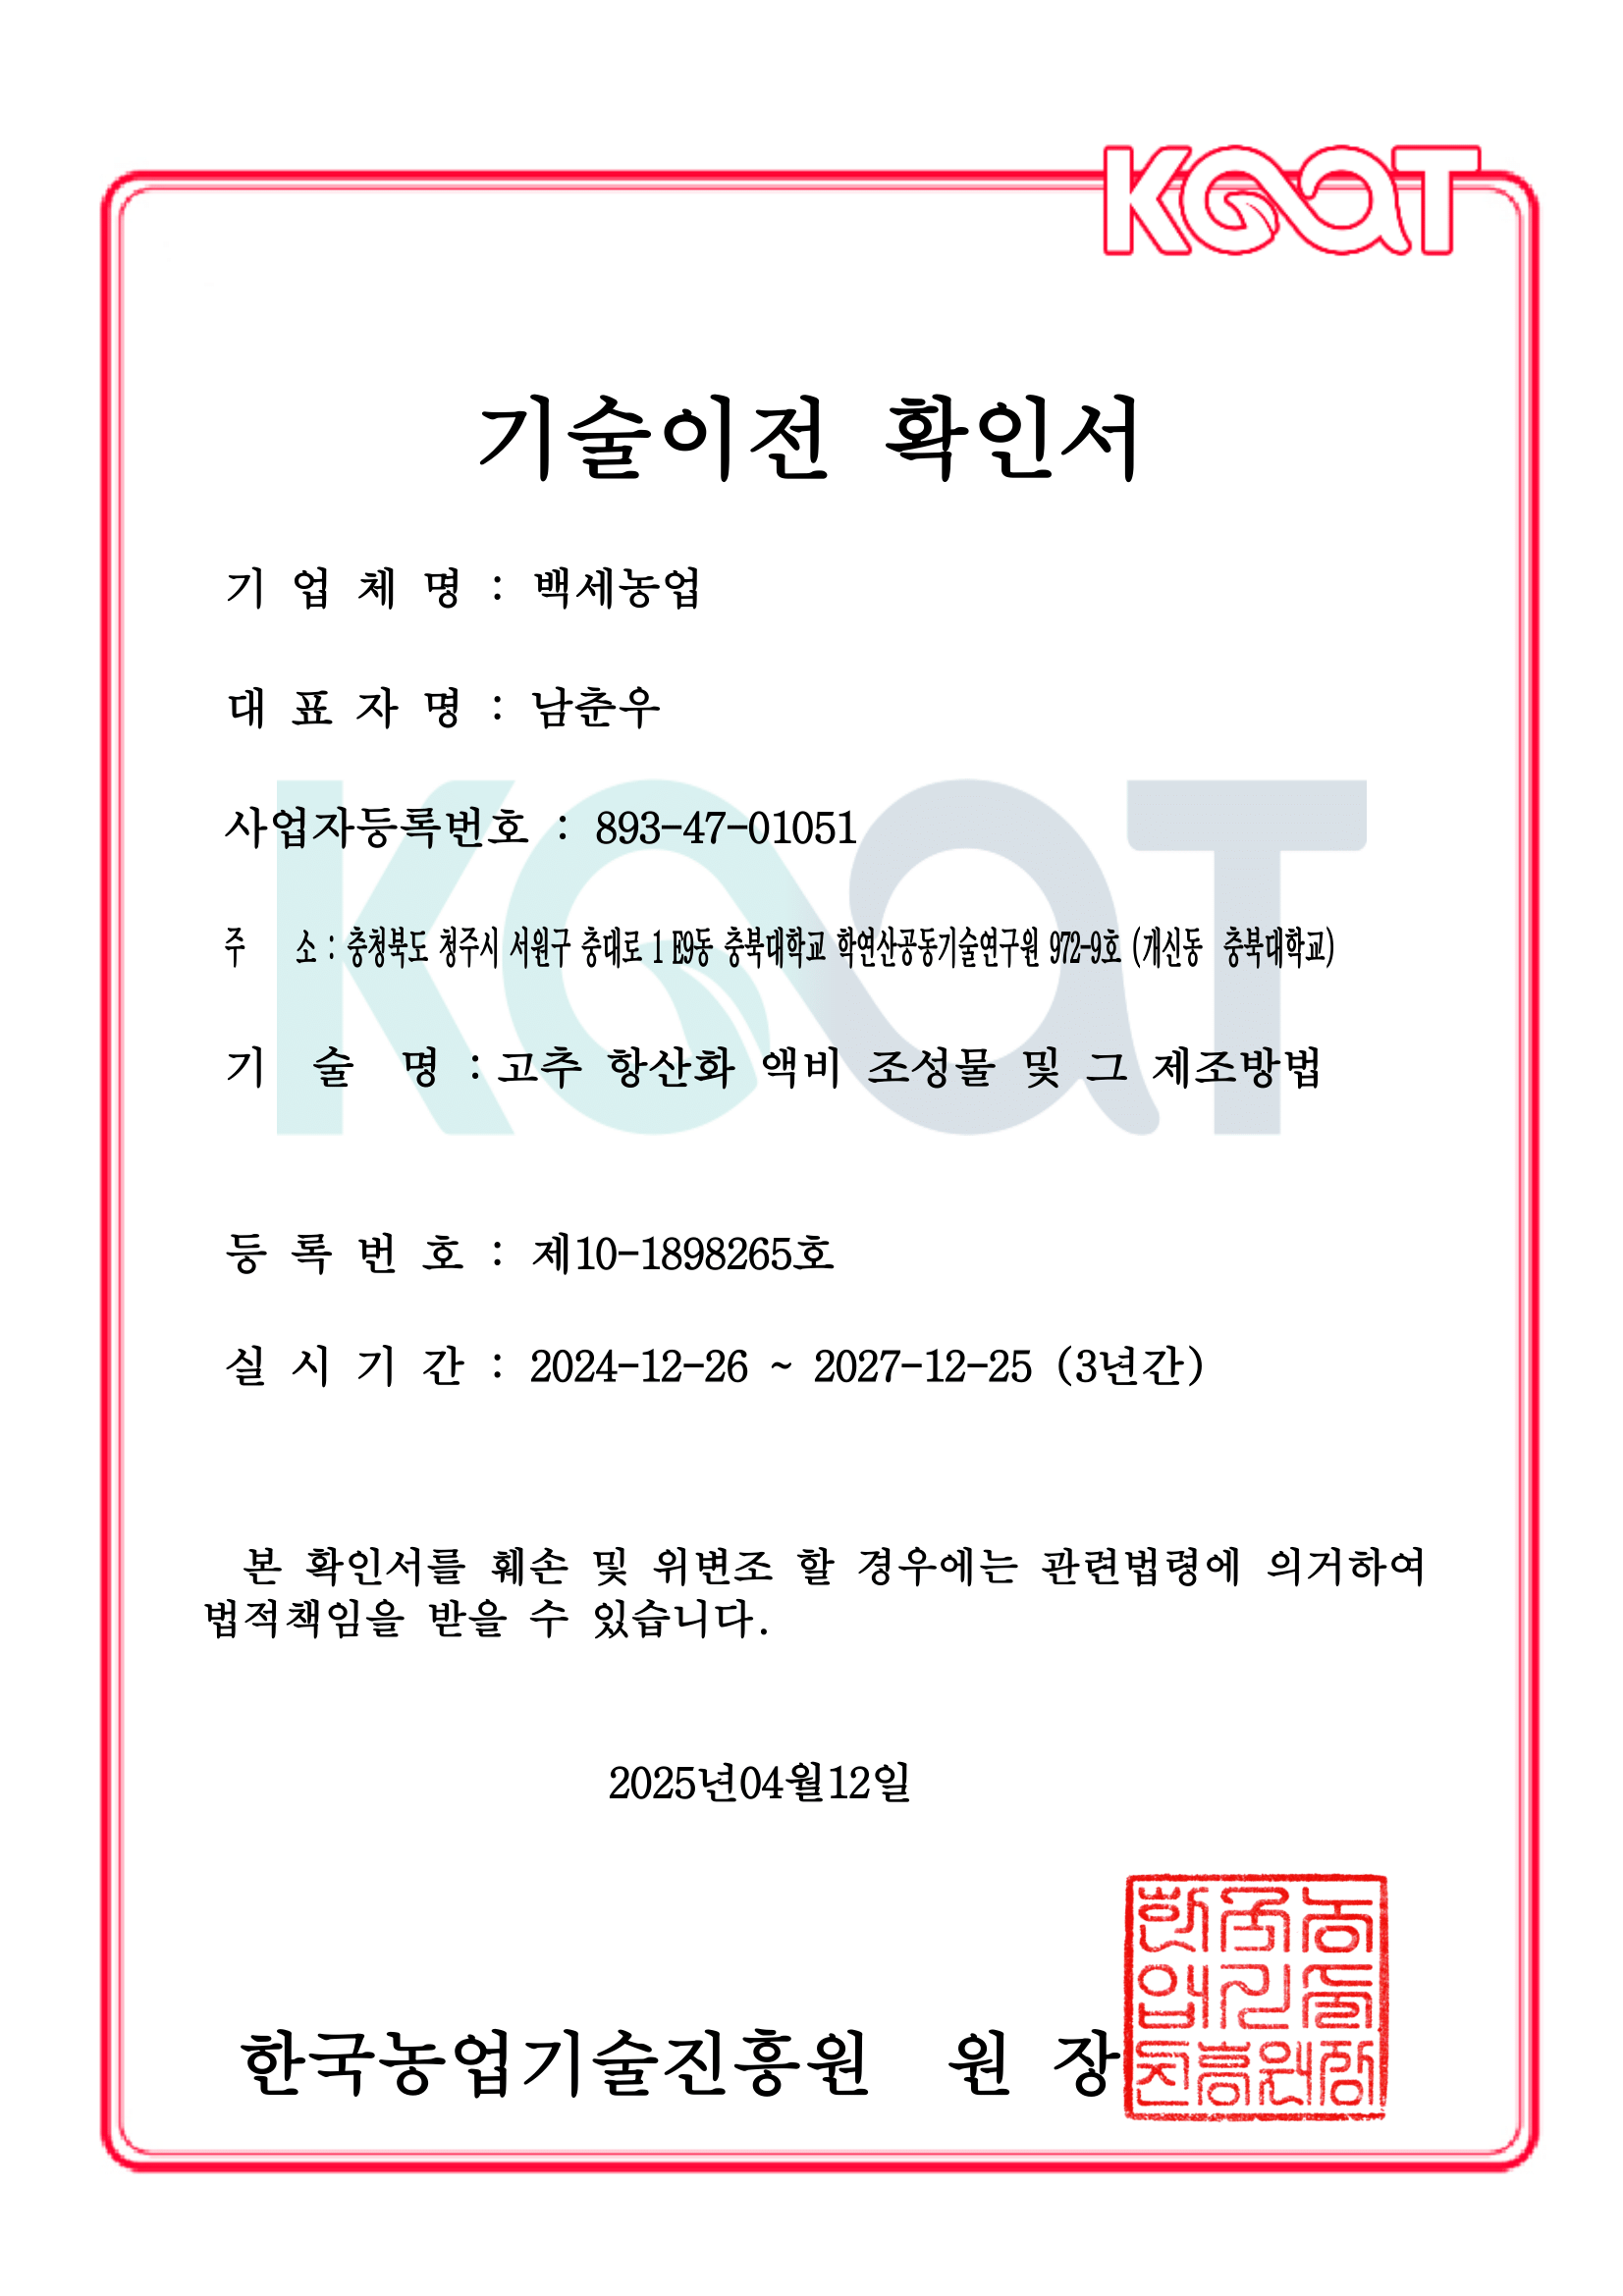 KOAT
기술이전 확인서
기 업 체 명 : 백세농업
대 표 자 명 : 남춘우
사업자등록번호 : 893-47-01051
주 소 : 충청북도 청주시 서원구 충대로 1 E9동 충북대학교 학연산공동기술연구원 972-9호 (개신동 충북대학교)
기 술 명 : 고추 항산화 액비 조성물 및 그 제조방법
등 록 번 호 : 제10-1898265호
실 시 기 간 : 2024-12-26 ~ 2027-12-25 (3년간)
본 확인서를 훼손 및 위변조 할 경우에는 관련법령에 의거하여
법적책임을 받을 수 있습니다.
2025년04월12일
한국농업기술진흥원 원 장
한국농
업기술
진흥원장